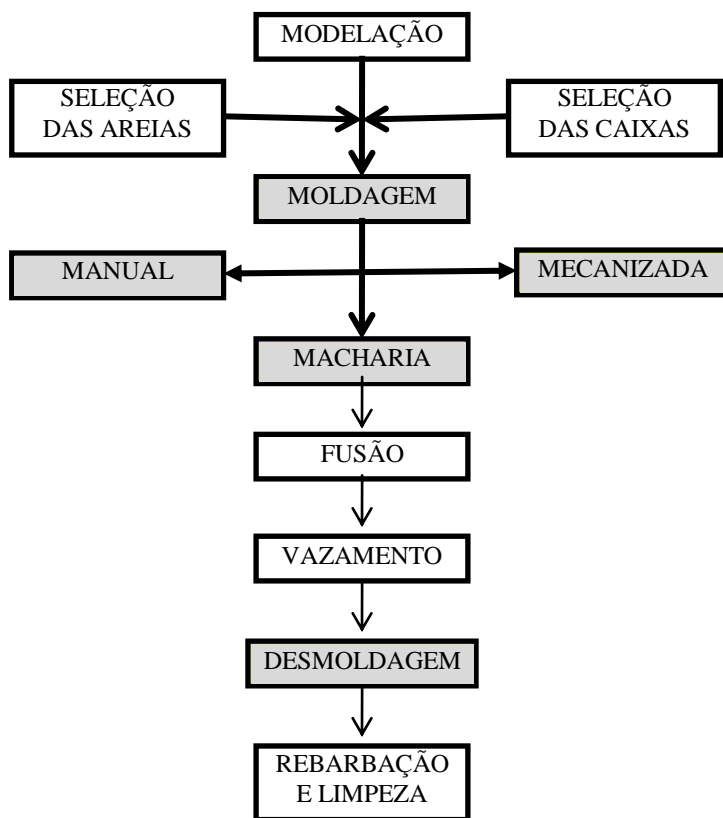 MODELAÇÃO
SELEÇÃO
DAS AREIAS
SELEÇÃO
DAS CAIXAS
MOLDAGEM
MANUAL
MECANIZADA
MACHARIA
FUSÃO
VAZAMENTO
DESMOLDAGEM
REBARBAÇÃO
E LIMPEZA